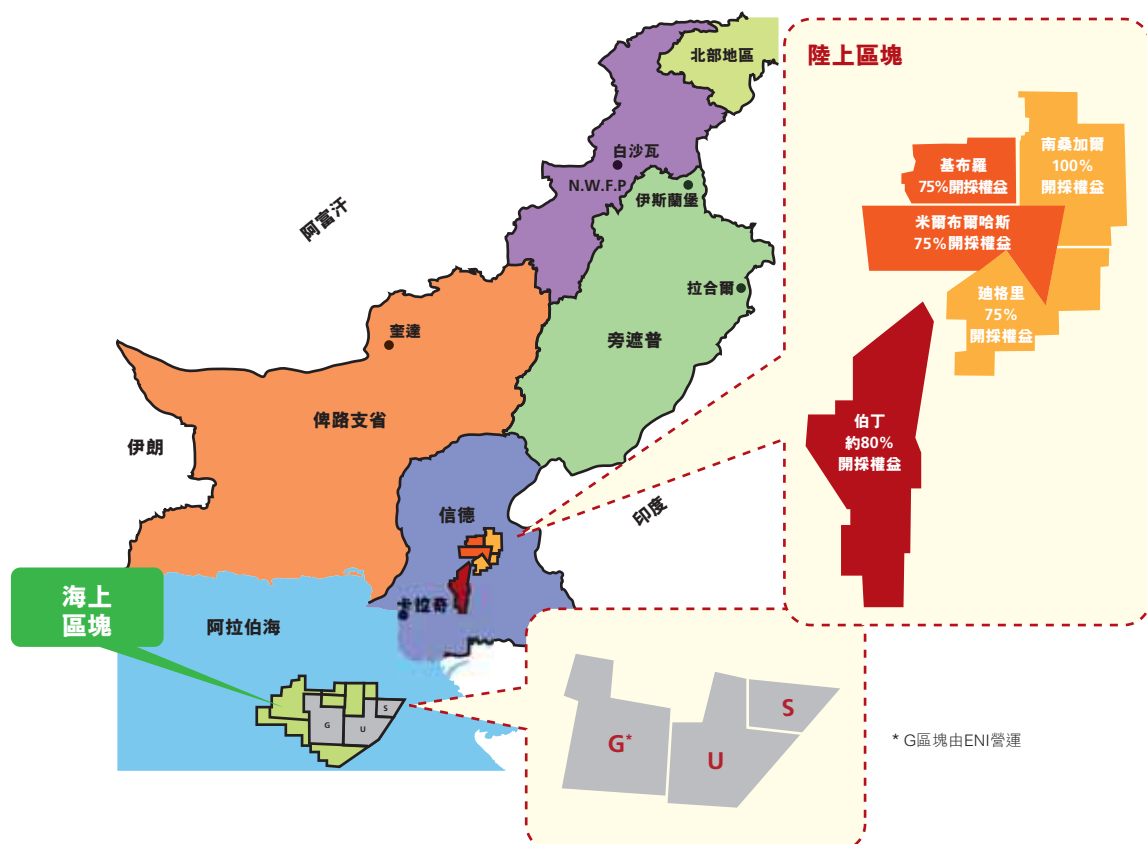 北部地區
白沙瓦
N.W.F.P
伊斯蘭堡
阿富汗
拉合爾
旁遮普
奎達
俾路支省
伊朗
信德
印度
卡拉奇
海上
區塊
阿拉伯海
G
U
S
陸上區塊
南桑加爾
100%
開採權益
基布羅
75%開採權益
米爾布爾哈斯
75%開採權益
廸格里
75%
開採權益
伯丁
約80%
開採權益
G*
U
S
* G區塊由ENI營運